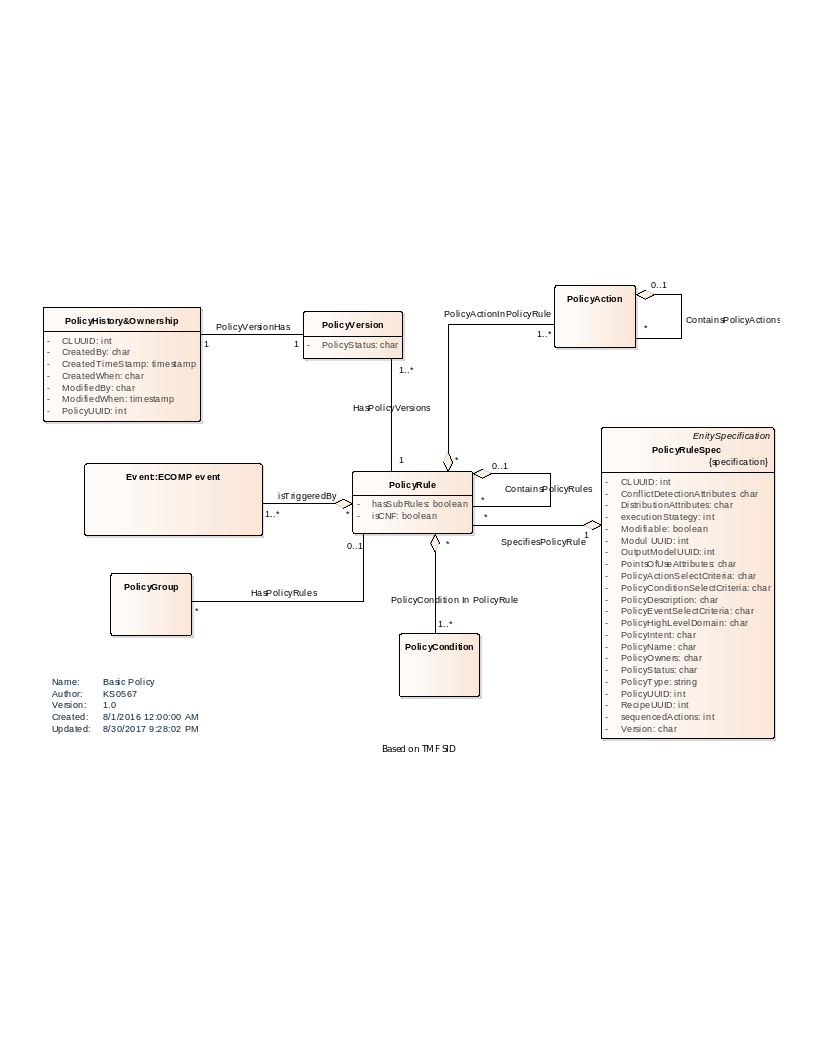 0..1
PolicyAction
ContainsPolicyActions
*
PolicyActionInPolicyRule
1..*
*
PolicyHistory&Ownership
- CLUUID: int
- CreatedBy: char
- CreatedTimeStamp: timestamp
- CreatedWhen: char
- ModifiedBy: char
- ModifiedWhen: timestamp
- PolicyUUID: int
PolicyVersionHas
1
1
PolicyVersion
- PolicyStatus: char
1..*
HasPolicyVersions
1
Event::ECOMP event
isTriggeredBy
1..*
*
PolicyRule
- hasSubRules: boolean
- isCNF: boolean
0..1
ContainsPolicyRules
*
*
SpecifiesPolicyRule
1
EnitySpecification
PolicyRuleSpec
{specification}
- CLUUID: int
- ConflictDetectionAttributes: char
- DistributionAttributes: char
- executionStrategy: int
- Modifiable: boolean
- Modul UUID: int
- OutputModelUUID: int
- PointsOfUseAttributes: char
- PolicyActionSelectCriteria: char
- PolicyConditionSelectCriteria: char
- PolicyDescription: char
- PolicyEventSelectCriteria: char
- PolicyHighLevelDomain: char
- PolicyIntent: char
- PolicyName: char
- PolicyOwners: char
- PolicyStatus: char
- PolicyType: string
- PolicyUUID: int
- RecipeUUID: int
- sequencedActions: int
- Version: char
0..1
HasPolicyRules
*
PolicyGroup
*
PolicyCondition In PolicyRule
1..*
PolicyCondition
Name: Basic Policy
Author: KS0567
Version: 1.0
Created: 8/1/2016 12:00:00 AM
Updated: 8/30/2017 9:28:02 PM
Based on TMF SID